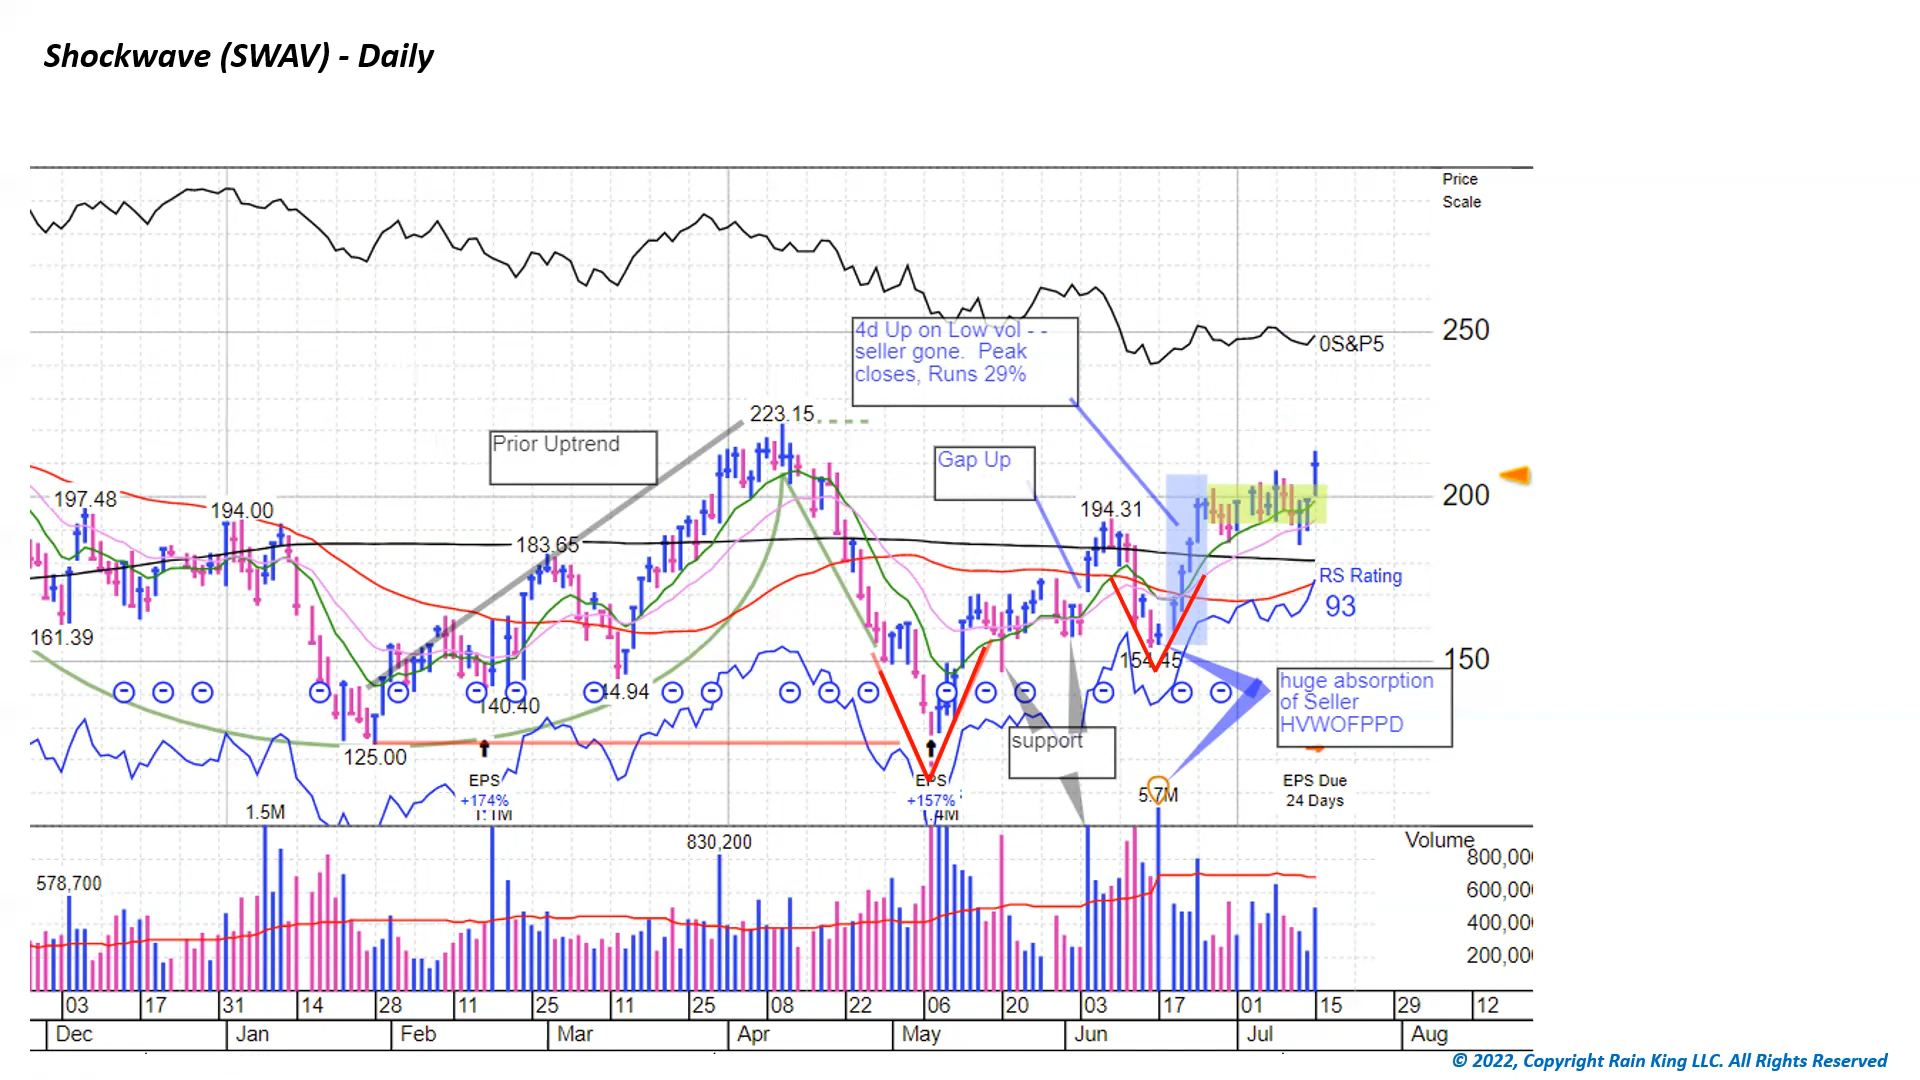 Shockwave (SWAV) - Daily
Price
Scale
250
0S&P5
4d Up on Low vol - -
seller gone.  Peak
closes, Runs 29%
223.15
Prior Uptrend
Gap Up
200
197.48
194.00
194.31
183.65
RS Rating
93
161.39
154.45
150
huge absorption
of Seller
HVWOFPPD
44.94
140.40
support
125.00
EPS
+174%
1.1M
EPS
+157%
1.4M
5.7M
EPS Due
24 Days
1.5M
830,200
578,700
Volume
800,00
600,00
400,00
200,00
03 17 31 14 28 11 25 11 25 08 22 06 20 03 17 01 15 29 12
Dec Jan Feb Mar Apr May Jun Jul Aug
© 2022, Copyright Rain King LLC. All Rights Reserved